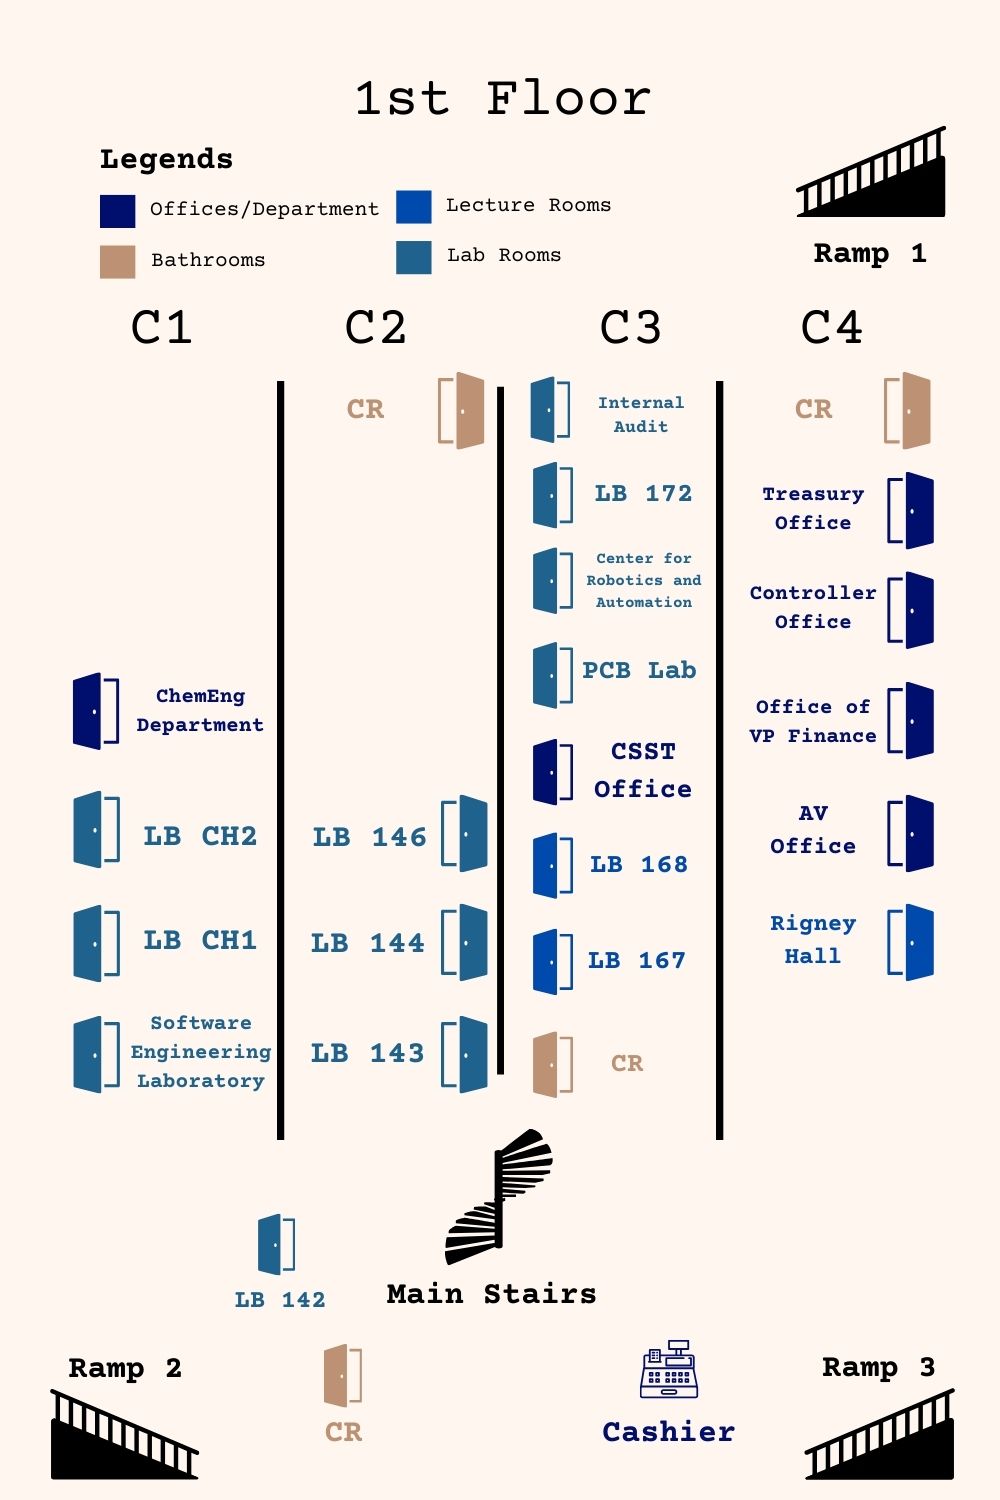 1st Floor
Legends
Offices/Department
Lecture Rooms
Bathrooms
Lab Rooms
Ramp 1
C1
C2
C3
C4
ChemEng
Department
LB CH2
LB CH1
Software
Engineering
Laboratory
CR
LB 146
LB 144
LB 143
Internal
Audit
LB 172
Center for
Robotics and
Automation
PCB Lab
CSST
Office
LB 168
LB 167
CR
CR
Treasury
Office
Controller
Office
Office of
VP Finance
AV
Office
Rigney
Hall
LB 142
Main Stairs
Ramp 2
CR
Cashier
Ramp 3